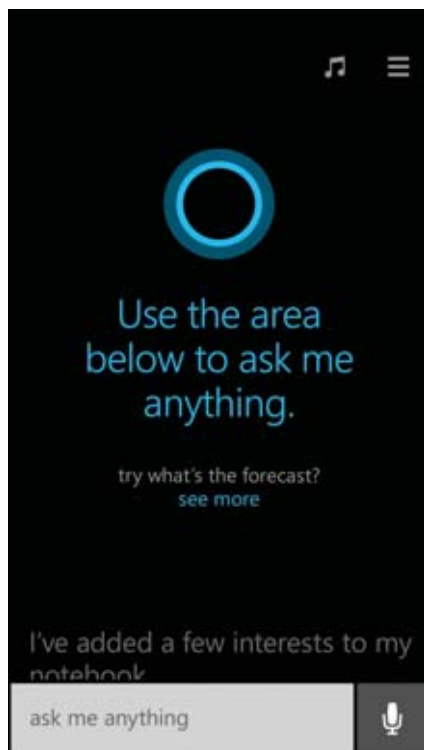 Use the area
below to ask me
anything.
try what's the forecast?
see more
I've added a few interests to my
notebook
ask me anything